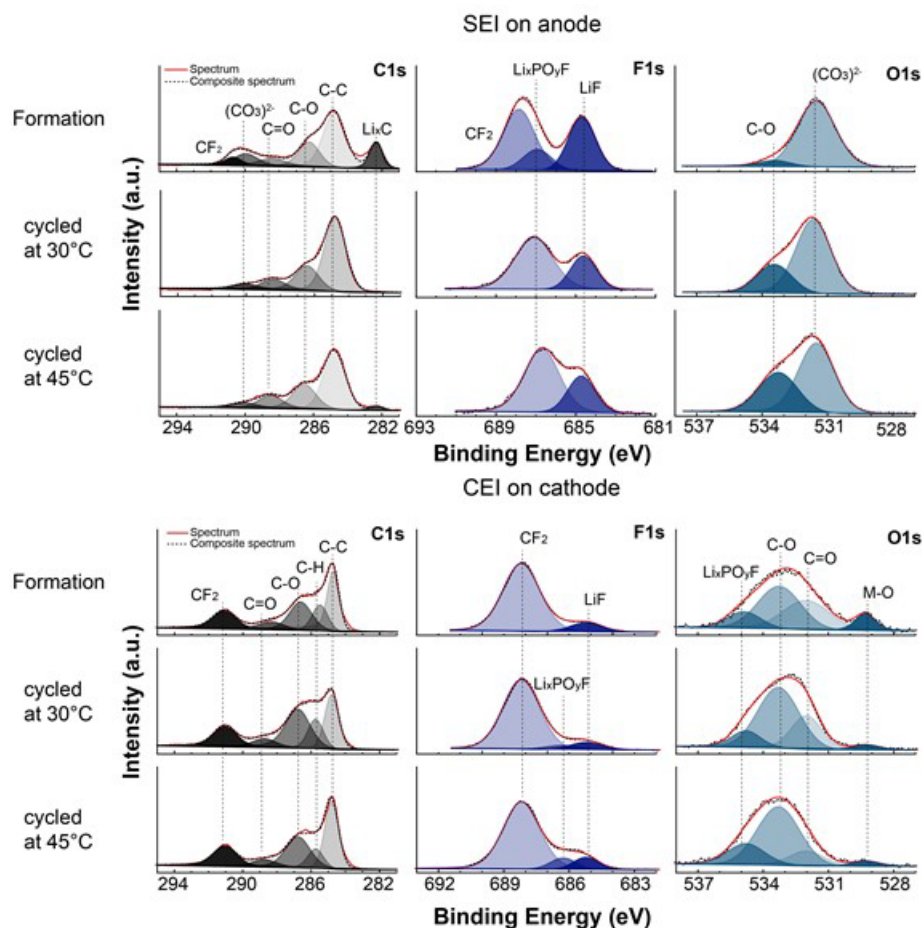 SEI on anode
Formation
cycled
at 30°C
cycled
at 45°C
Intensity (a.u.)
Spectrum
Composite spectrum
C1s
CF2
(CO3)2-
C=O
C-O
C-C
LixC
F1s
CF2
LixPOyF
LiF
O1s
C-O
(CO3)2-
294 290 286 282
693 689 685 681
537 534 531 528
Binding Energy (eV)
CEI on cathode
Formation
cycled
at 30°C
cycled
at 45°C
Intensity (a.u.)
Spectrum
Composite spectrum
C1s
CF2
C=O
C-O
C-H
C-C
F1s
CF2
LiF
LixPOyF
O1s
LixPOyF
C-O
C=O
M-O
294 290 286 282
692 689 686 683
537 534 531 528
Binding Energy (eV)